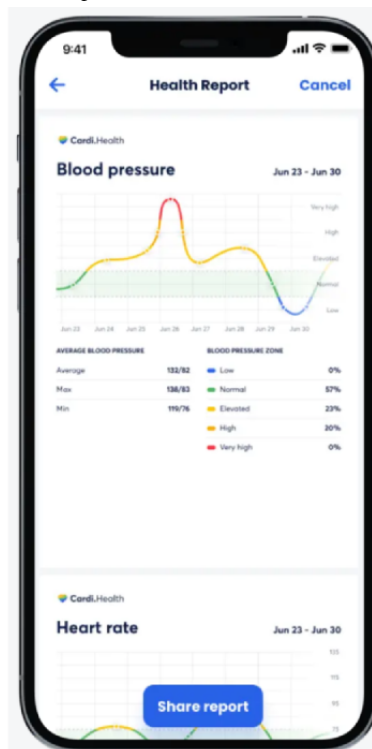 9:41
Health Report
Cancel
Cardi.Health
Blood pressure
Jun 23 - Jun 30
Very high
High
Elevated
Normal
Low
Jun 23 Jun 24 Jun 25 Jun 26 Jun 27 Jun 28 Jun 29 Jun 30
AVERAGE BLOOD PRESSURE
Average 132/82
Max 138/83
Min 119/76
BLOOD PRESSURE ZONE
Low 0%
Normal 57%
Elevated 23%
High 20%
Very high 0%
Cardi.Health
Heart rate
Jun 23 - Jun 30
105
115
95
75
Share report